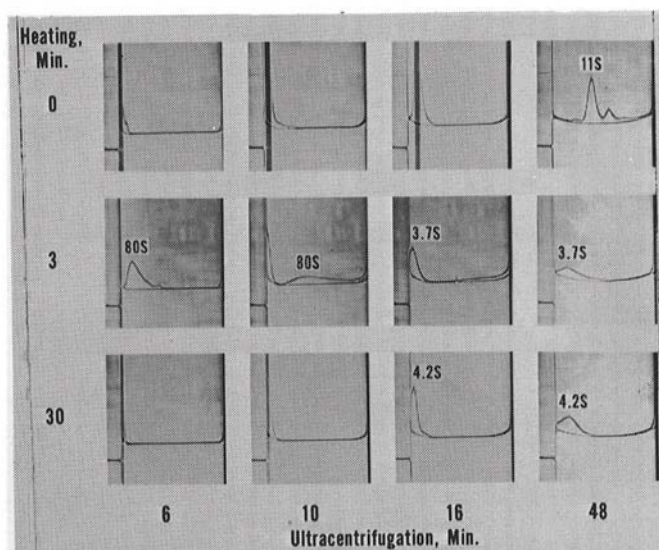 Heating,
Min.
0
11S
3
80S
80S
3.7S
3.7S
30
4.2S
4.2S
6
10
16
48
Ultracentrifugation, Min.